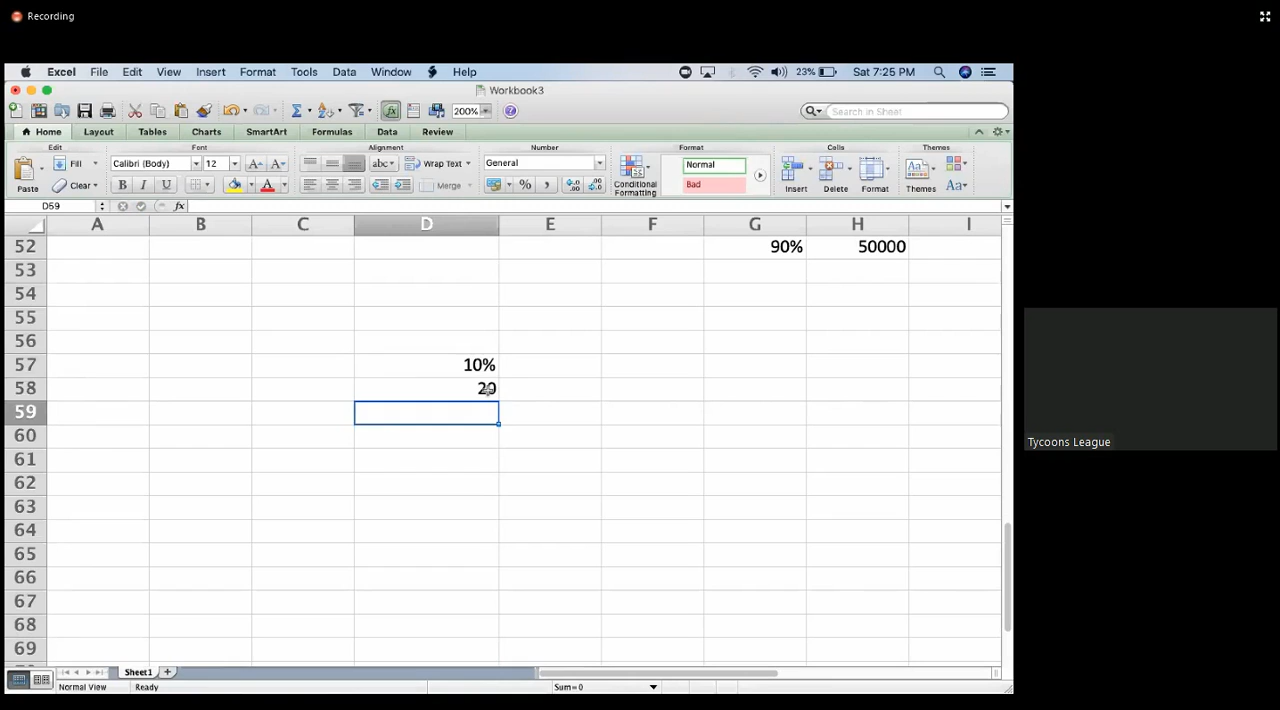 Recording
Excel File Edit View Insert Format Tools Data Window Help 23% Sat 7:25 PM
Workbook3
200% Search in Sheet
Home Layout Tables Charts SmartArt Formulas Data Review
Edit Font Alignment Number Format Cells Themes
Fill Calibri (Body) 12 A A abc Wrap Text General Normal
Paste Clear B I U A Merge % , Bad Conditional Formatting Insert Delete Format Themes Aa
D59 fx
A B C D E F G H I
52 90% 50000
53
54
55
56
57 10%
58 20
59
60
61
62
63
64
65
66
67
68
69
Sheet1
Normal View Ready Sum=0
Tycoons League